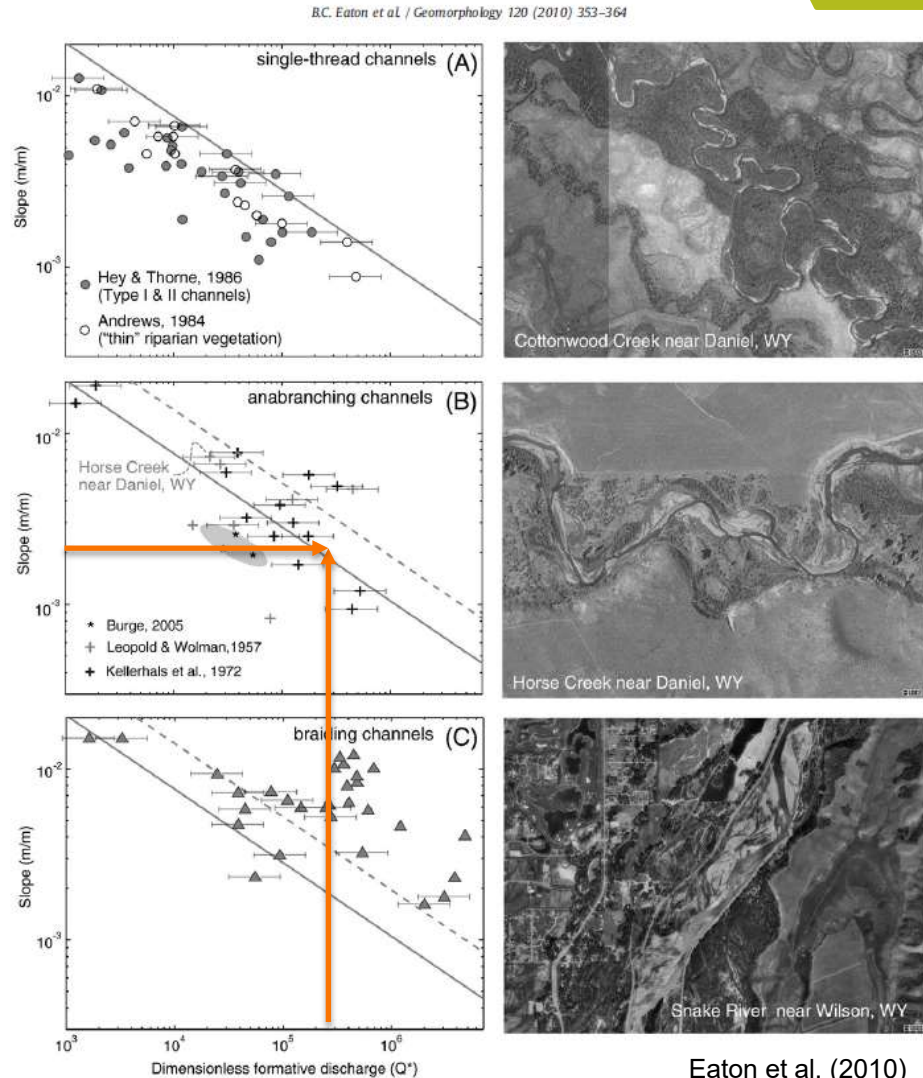 B.C. Eaton et al. / Geomorphology 120 (2010) 353–364
single-thread channels (A)
10⁻²
Slope (m/m)
10⁻³
Hey & Thorne, 1986
(Type I & II channels)
Andrews, 1984
("thin" riparian vegetation)
Cottonwood Creek near Daniel, WY
anabranching channels (B)
10⁻²
Horse Creek
near Daniel, WY
Slope (m/m)
10⁻³
Burge, 2005
Leopold & Wolman,1957
Kellerhals et al., 1972
Horse Creek near Daniel, WY
braiding channels (C)
10⁻²
Slope (m/m)
10⁻³
10³ 10⁴ 10⁵ 10⁶
Dimensionless formative discharge (Q*)
Snake River near Wilson, WY
Eaton et al. (2010)